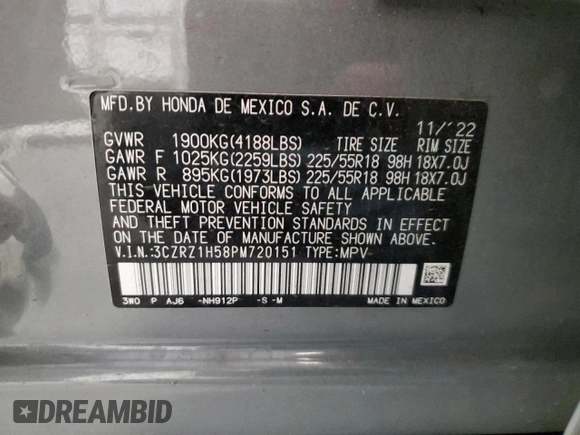 MFD.BY HONDA DE MEXICO S.A. DE C.V.
11/'22
GVWR 1900KG(4188LBS) TIRE SIZE RIM SIZE
GAWR F 1025KG(2259LBS) 225/55R18 98H 18X7.0J
GAWR R 895KG(1973LBS) 225/55R18 98H 18X7.0J
THIS VEHICLE CONFORMS TO ALL APPLICABLE
FEDERAL MOTOR VEHICLE SAFETY
AND THEFT PREVENTION STANDARDS IN EFFECT ON
THE DATE OF MANUFACTURE SHOWN ABOVE.
V.I.N.:3CZRZ1H58PM720151 TYPE:MPV
3W0 P AJ6 -NH912P -S -M MADE IN MEXICO
DREAMBID